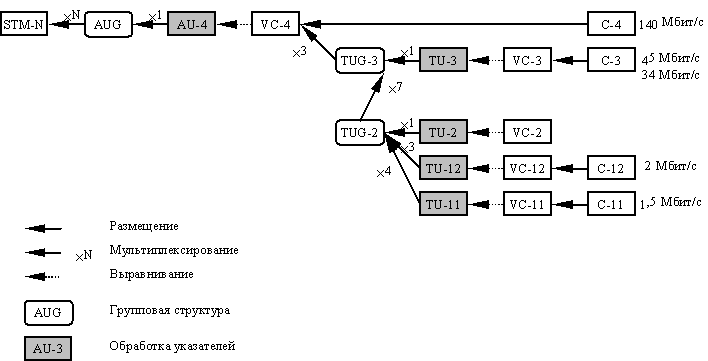 STM-N ×N AUG ×1 AU-4 VC-4 C-4 140 Мбит/с
×3 TUG-3 ×1 TU-3 VC-3 C-3 45 Мбит/с
34 Мбит/с
×7
TUG-2 ×1 TU-2 VC-2
×3
×4 TU-12 VC-12 C-12 2 Мбит/с
TU-11 VC-11 C-11 1,5 Мбит/с
Размещение
×N Мультиплексирование
Выравнивание
AUG Групповая структура
AU-3 Обработка указателей